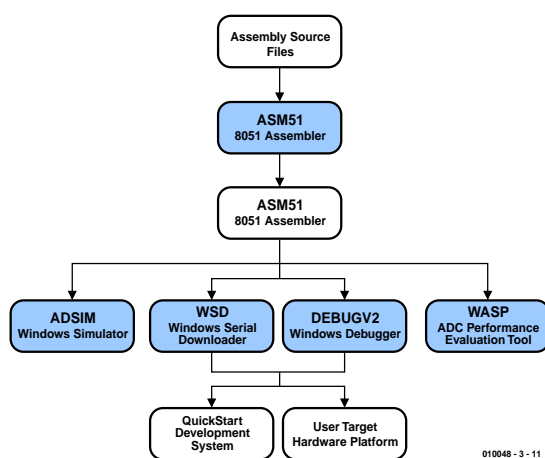 Assembly Source
Files
ASM51
8051 Assembler
ASM51
8051 Assembler
ADSIM
Windows Simulator
WSD
Windows Serial
Downloader
DEBUGV2
Windows Debugger
WASP
ADC Performance
Evaluation Tool
QuickStart
Development
System
User Target
Hardware Platform
010048 - 3 - 11